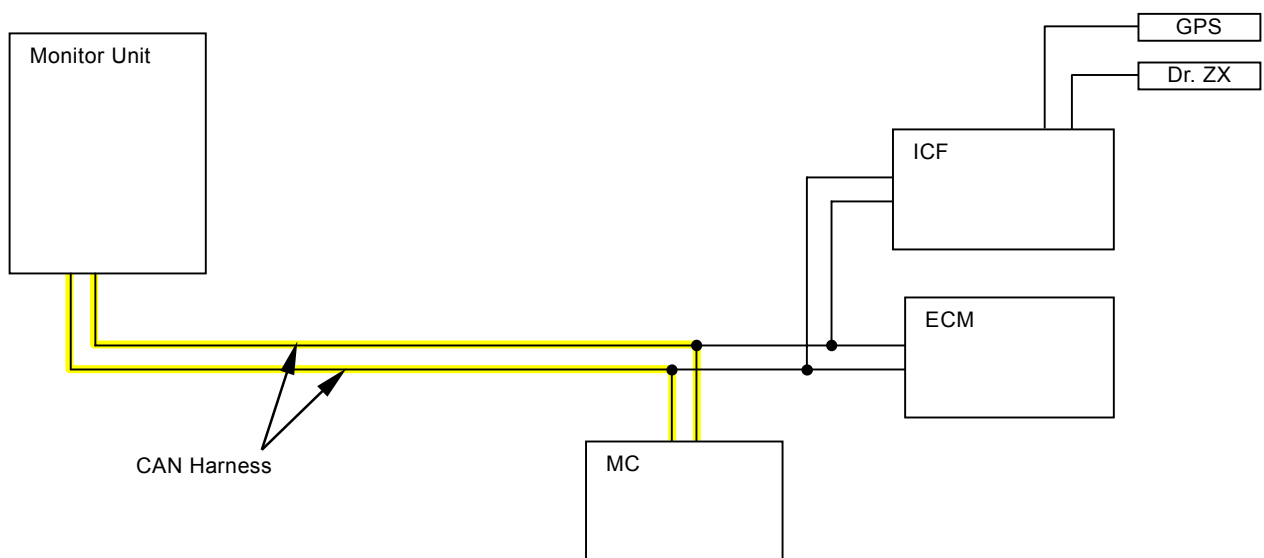 GPS
Monitor Unit
Dr. ZX
ICF
ECM
CAN Harness
MC